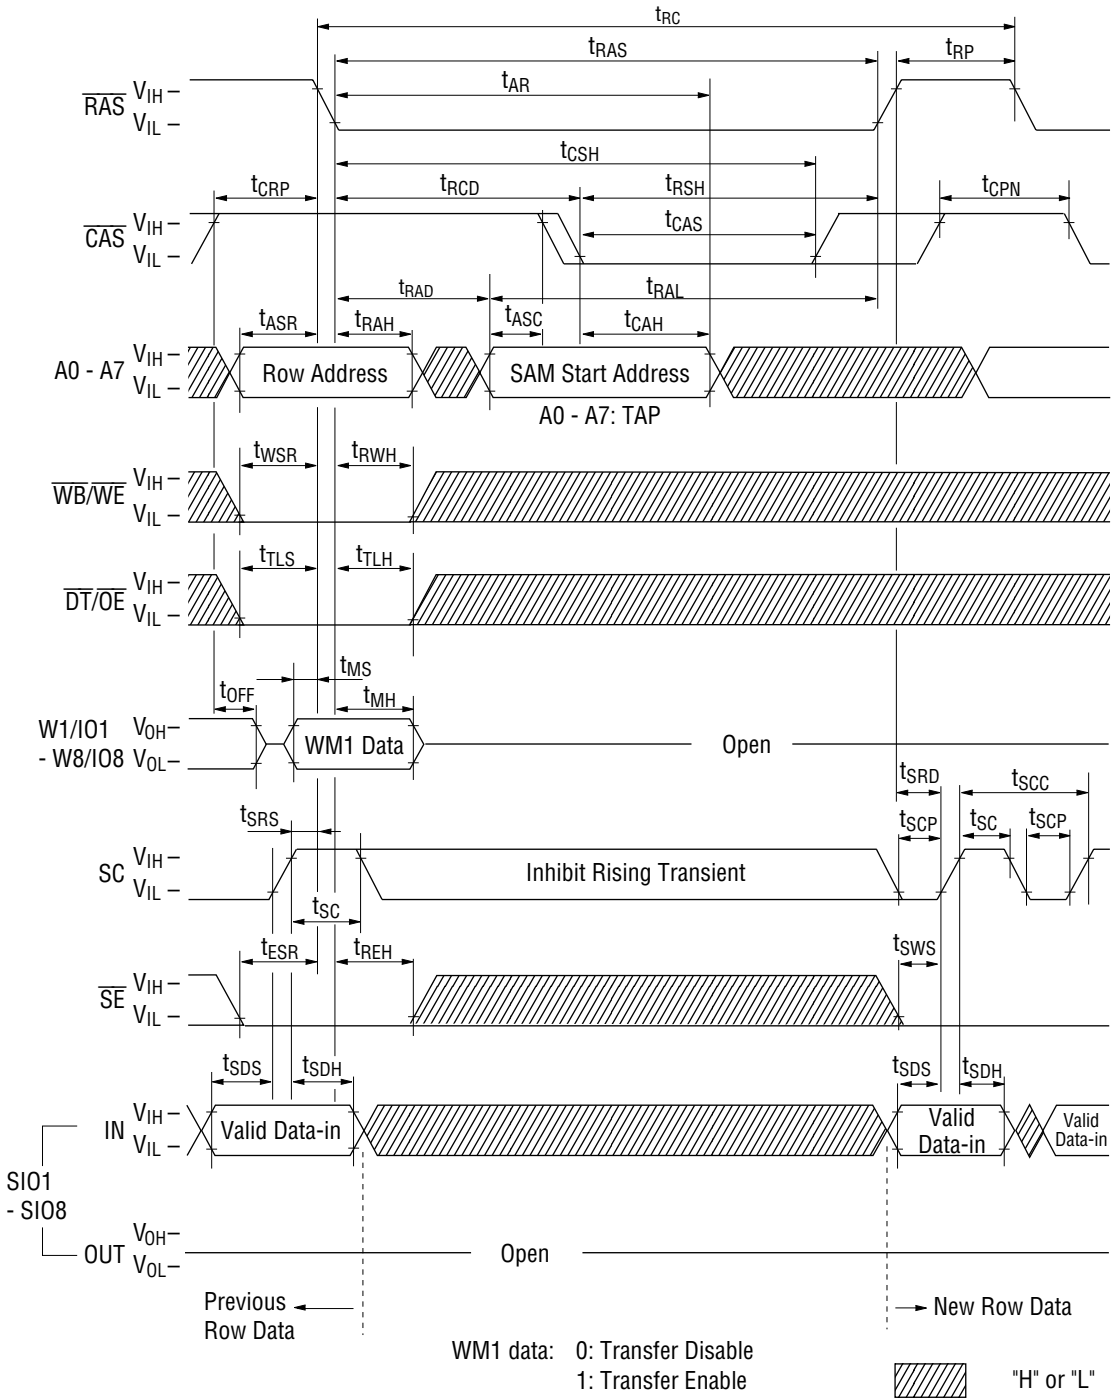 tRC
tRAS
tRP
tAR
RAS VIH
VIL
tCSH
tCRP
tRCD
tRSH
tCPN
CAS VIH
VIL
tCAS
tRAD
tRAL
tASR
tRAH
tASC
tCAH
A0 - A7 VIH
VIL
Row Address
SAM Start Address
A0 - A7: TAP
tWSR
tRWH
WB/WE VIH
VIL
tTLS
tTLH
DT/OE VIH
VIL
tMS
tOFF
tMH
W1/IO1 VOH
- W8/IO8 VOL
WM1 Data
Open
tSRD
tSCC
tSRS
tSCP
tSC
tSCP
SC VIH
VIL
Inhibit Rising Transient
tSC
tESR
tREH
tSWS
SE VIH
VIL
tSDS
tSDH
tSDS
tSDH
IN VIH
VIL
Valid Data-in
Valid
Data-in
Valid
Data-in
SIO1
- SIO8
OUT VOH
VOL
Open
Previous
Row Data
New Row Data
WM1 data: 0: Transfer Disable
1: Transfer Enable
"H" or "L"